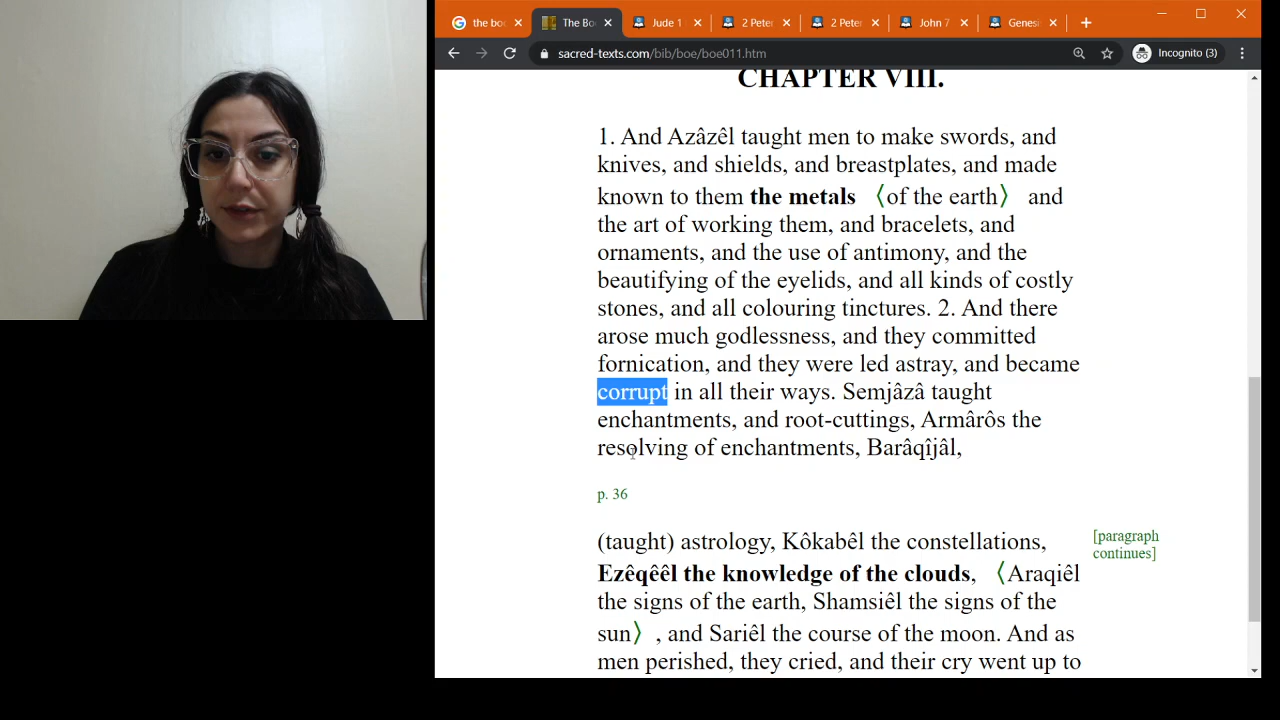 the boo
The Boo
Jude 1
2 Peter
2 Peter
John 7
Genesi
sacred-texts.com/bib/boe/boe011.htm
Incognito (3)
CHAPTER VIII.
1. And Azâzêl taught men to make swords, and
knives, and shields, and breastplates, and made
known to them the metals 〈of the earth〉 and
the art of working them, and bracelets, and
ornaments, and the use of antimony, and the
beautifying of the eyelids, and all kinds of costly
stones, and all colouring tinctures. 2. And there
arose much godlessness, and they committed
fornication, and they were led astray, and became
corrupt in all their ways. Semjâzâ taught
enchantments, and root-cuttings, Armârôs the
resolving of enchantments, Barâqîjâl,
p. 36
(taught) astrology, Kôkabêl the constellations,
[paragraph
continues]
Ezêqêêl the knowledge of the clouds, 〈Araqiêl
the signs of the earth, Shamsiêl the signs of the
sun〉, and Sariêl the course of the moon. And as
men perished, they cried, and their cry went up to